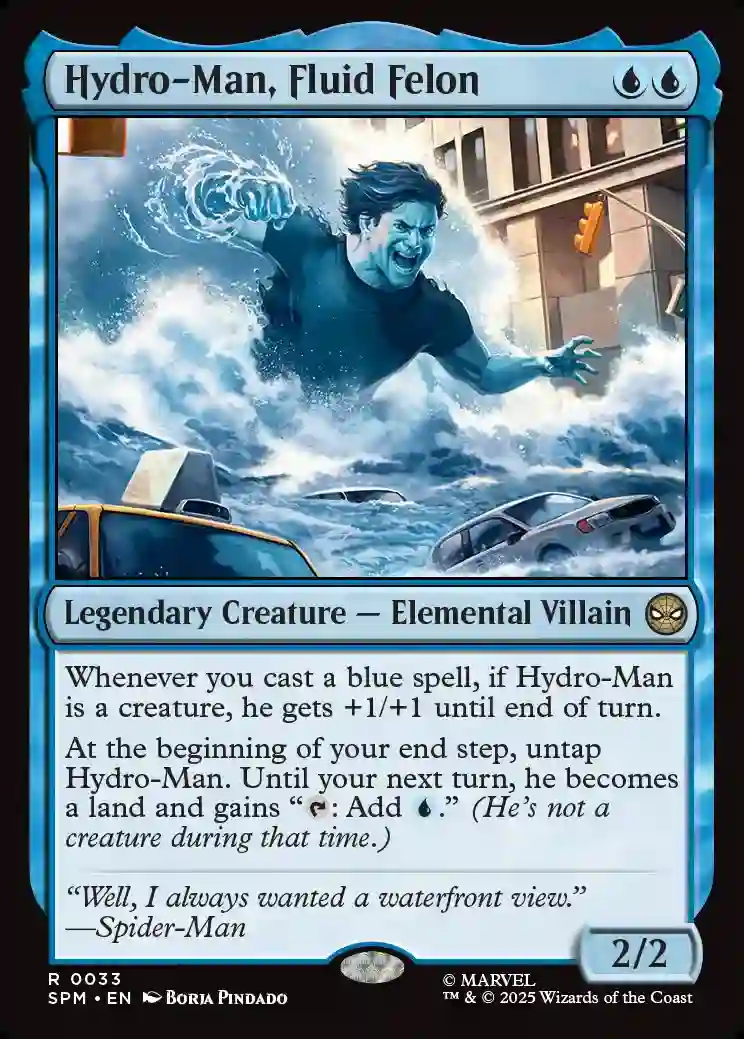 Hydro-Man, Fluid Felon
Legendary Creature — Elemental Villain
Whenever you cast a blue spell, if Hydro-Man
is a creature, he gets +1/+1 until end of turn.
At the beginning of your end step, untap
Hydro-Man. Until your next turn, he becomes
a land and gains “: Add .” (He’s not a
creature during that time.)
“Well, I always wanted a waterfront view.”
—Spider-Man
2/2
R 0033
SPM • EN Borja Pindado
© MARVEL
™ & © 2025 Wizards of the Coast